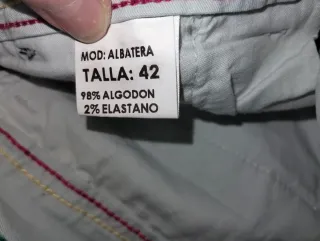 MOD: ALBATERA
TALLA: 42
98% ALGODON
2% ELASTANO